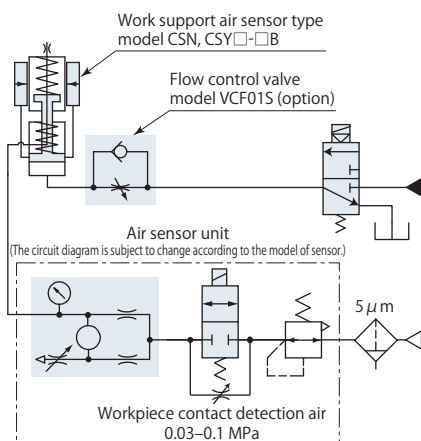 Work support air sensor type
model CSN, CSY□-□B
Flow control valve
model VCF01S (option)
Air sensor unit
(The circuit diagram is subject to change according to the model of sensor.)
5μm
Workpiece contact detection air
0.03–0.1 MPa